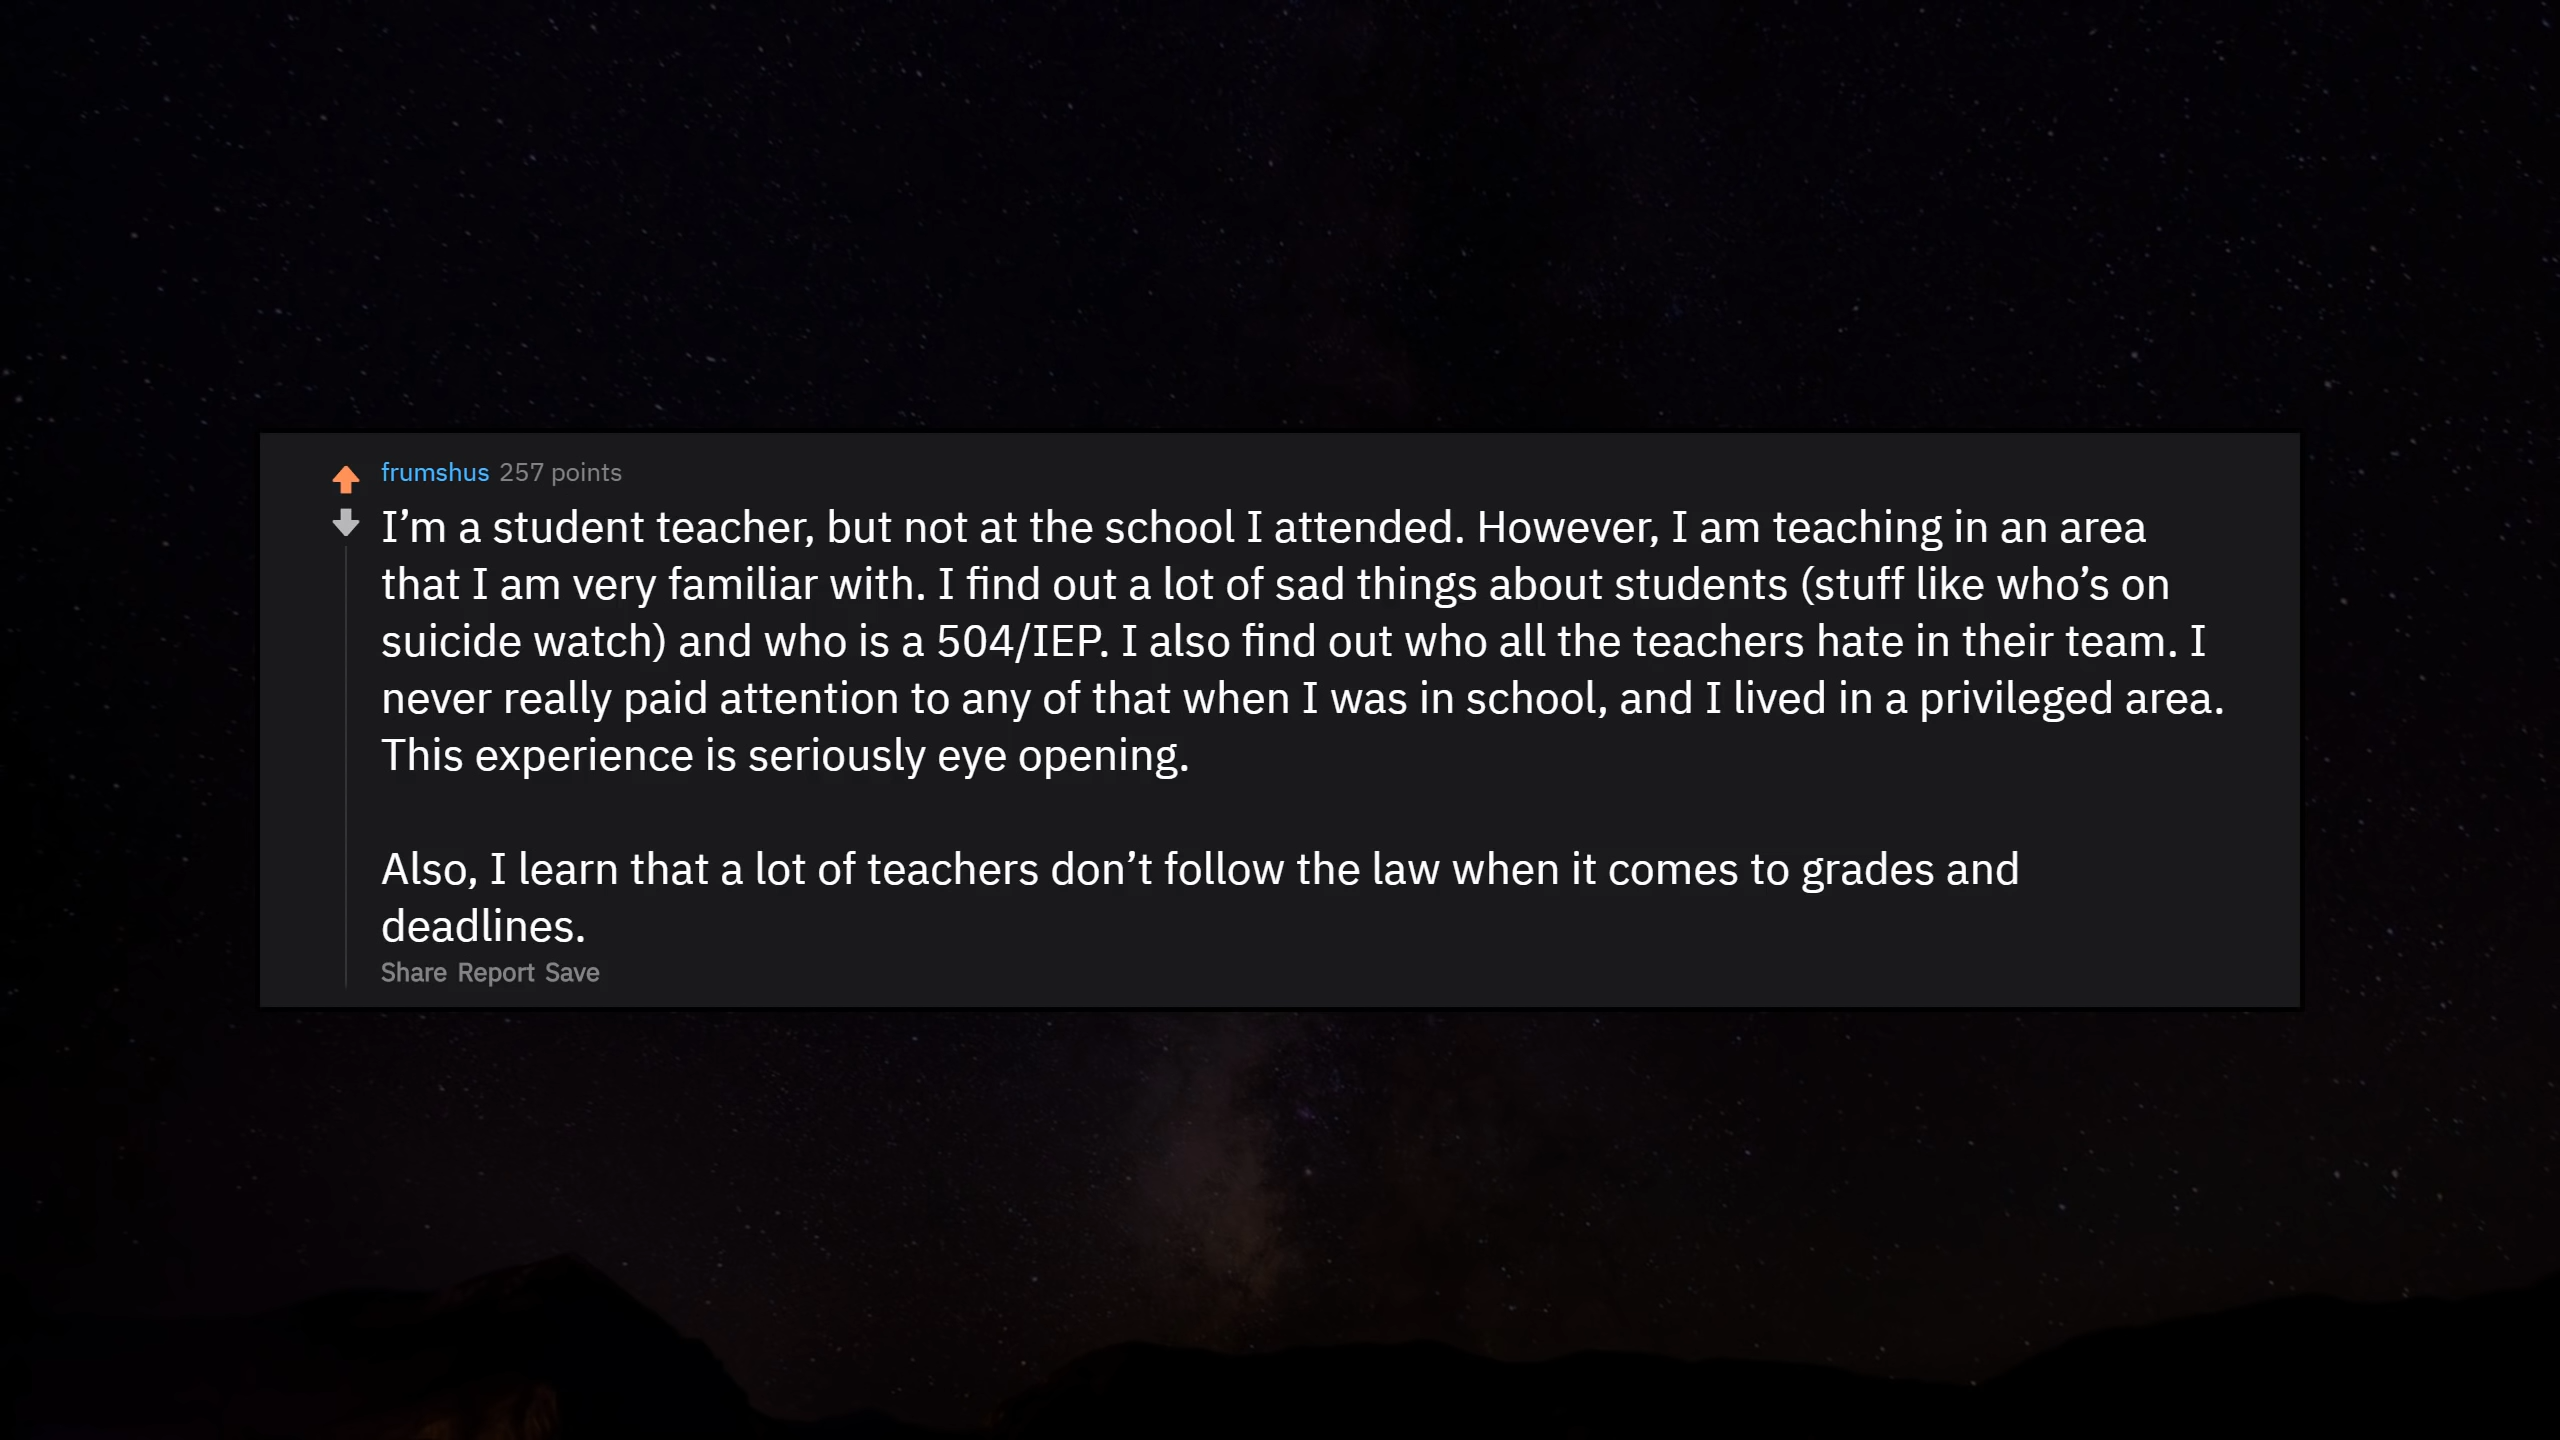 frumshus 257 points
I’m a student teacher, but not at the school I attended. However, I am teaching in an area
that I am very familiar with. I find out a lot of sad things about students (stuff like who’s on
suicide watch) and who is a 504/IEP. I also find out who all the teachers hate in their team. I
never really paid attention to any of that when I was in school, and I lived in a privileged area.
This experience is seriously eye opening.
Also, I learn that a lot of teachers don’t follow the law when it comes to grades and
deadlines.
Share Report Save